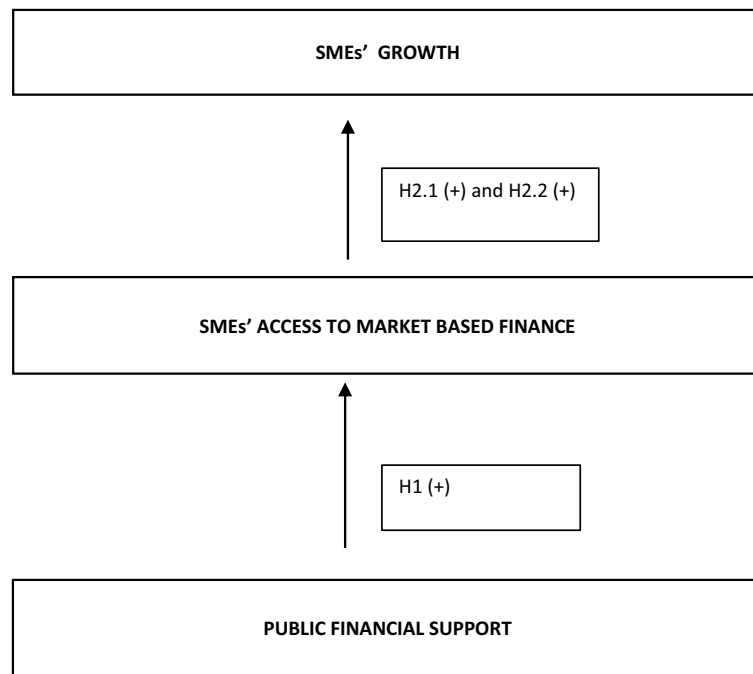 SMEs' GROWTH
H2.1 (+) and H2.2 (+)
SMEs' ACCESS TO MARKET BASED FINANCE
H1 (+)
PUBLIC FINANCIAL SUPPORT